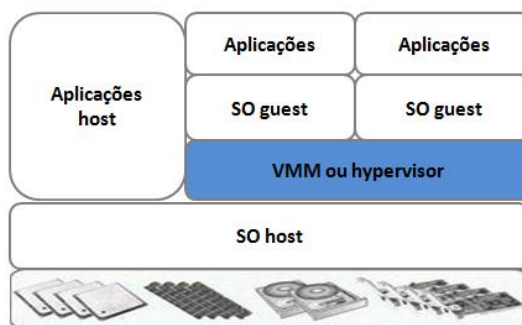 Aplicações
host
Aplicações
Aplicações
SO guest
SO guest
VMM ou hypervisor
SO host